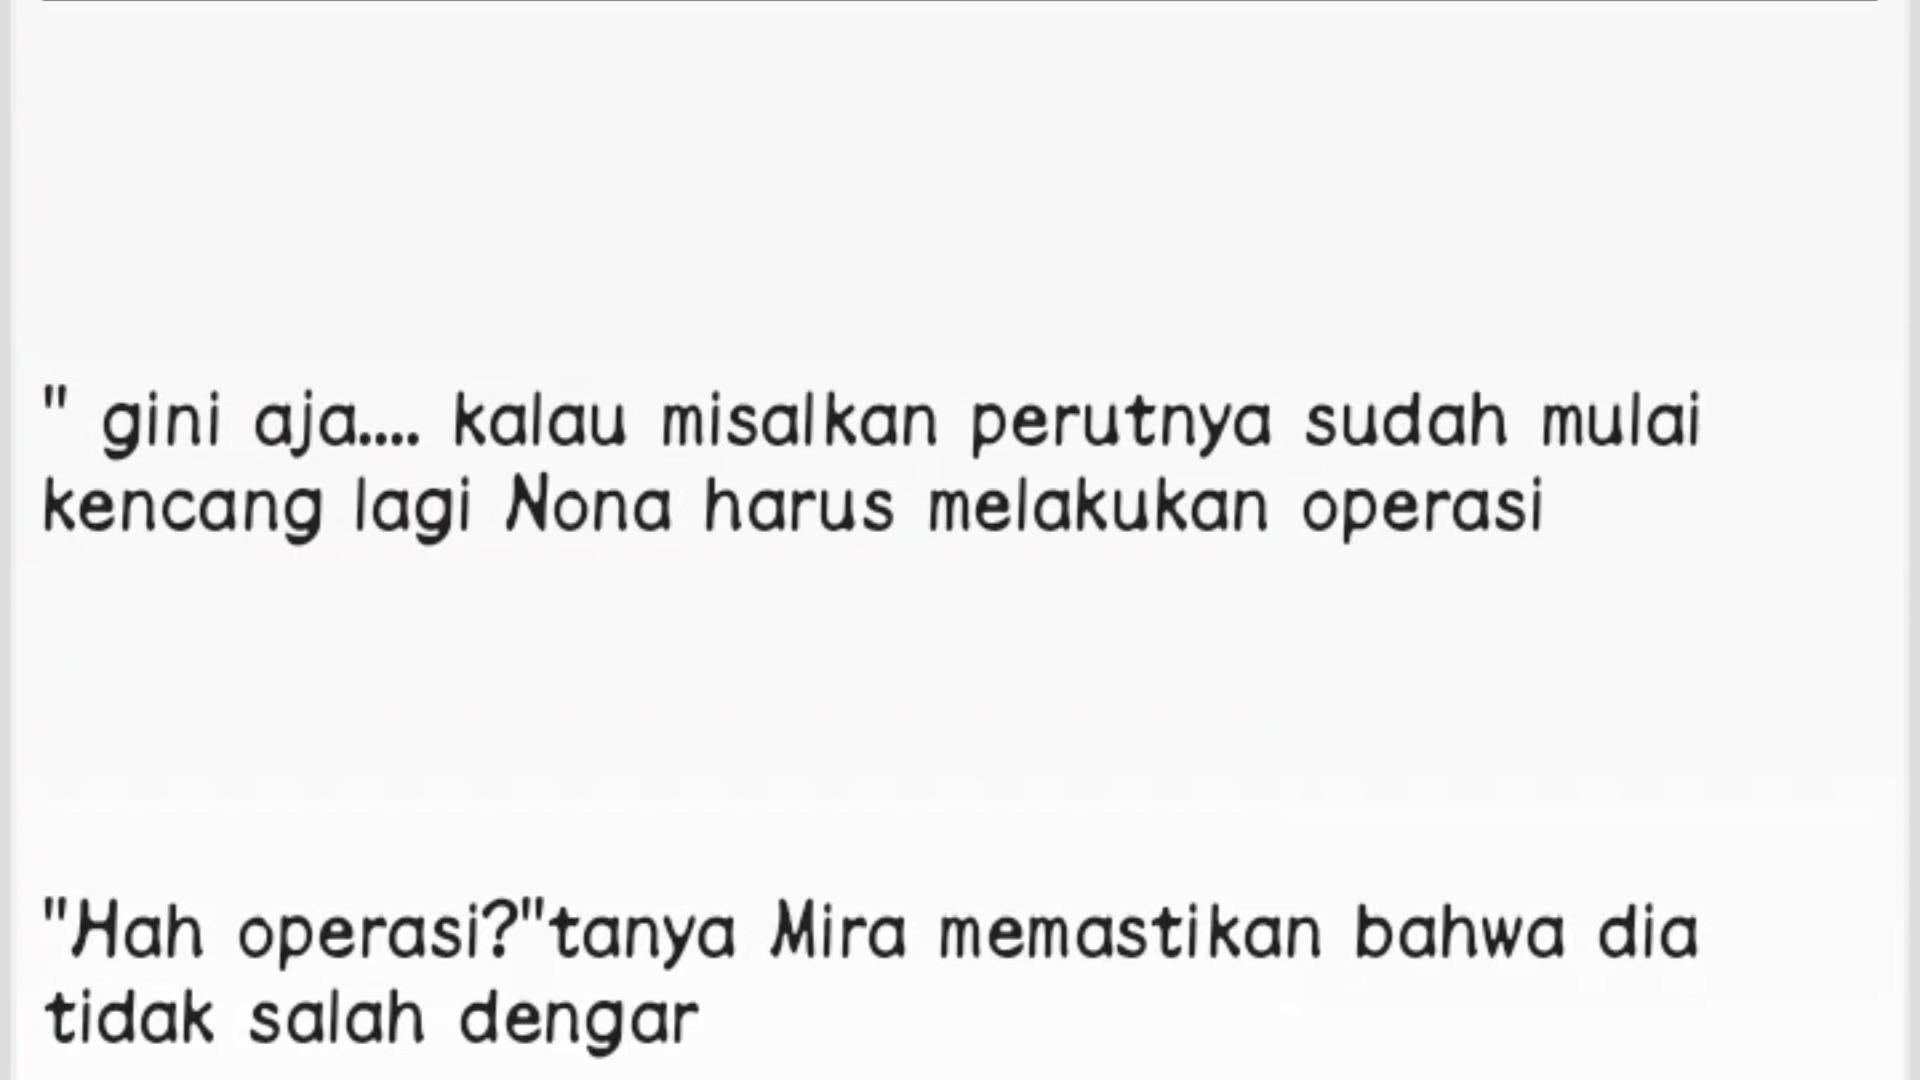 " gini aja.... kalau misalkan perutnya sudah mulai
kencang lagi Nona harus melakukan operasi
"Hah operasi?"tanya Mira memastikan bahwa dia
tidak salah dengar